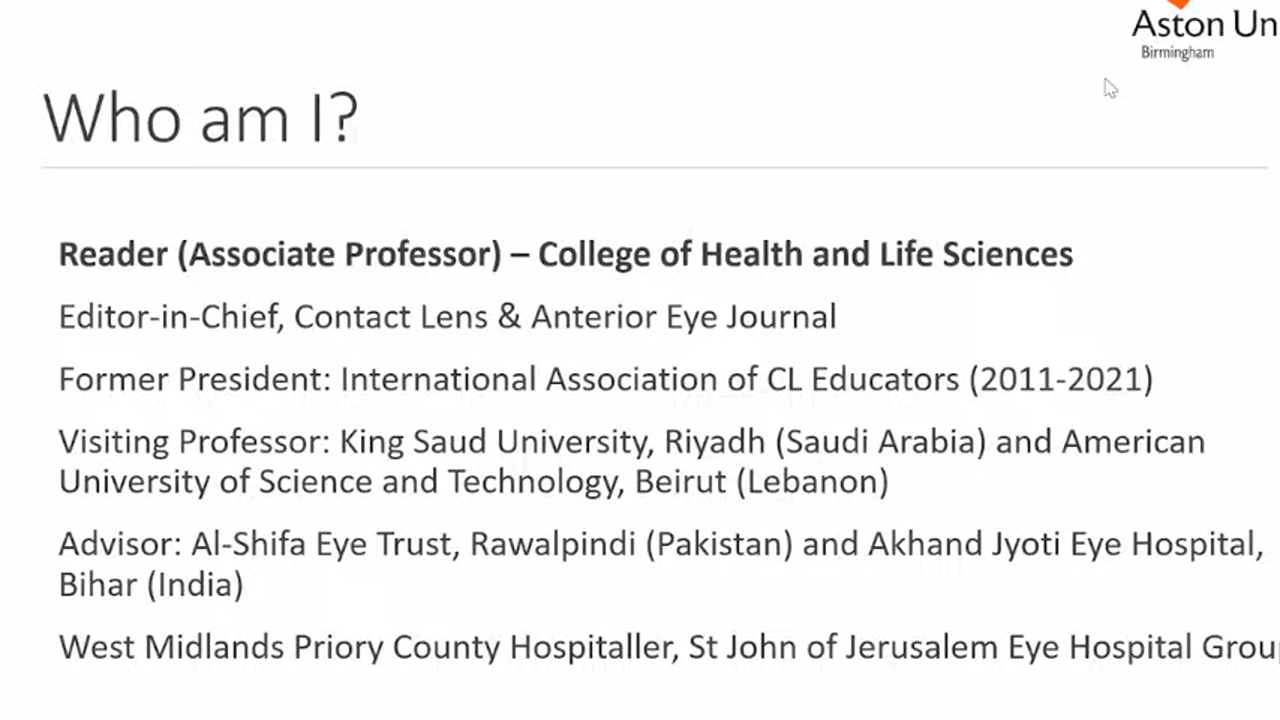 Aston Un
Birmingham
Who am I?
Reader (Associate Professor) – College of Health and Life Sciences
Editor-in-Chief, Contact Lens & Anterior Eye Journal
Former President: International Association of CL Educators (2011-2021)
Visiting Professor: King Saud University, Riyadh (Saudi Arabia) and American
University of Science and Technology, Beirut (Lebanon)
Advisor: Al-Shifa Eye Trust, Rawalpindi (Pakistan) and Akhand Jyoti Eye Hospital,
Bihar (India)
West Midlands Priory County Hospitaller, St John of Jerusalem Eye Hospital Grou